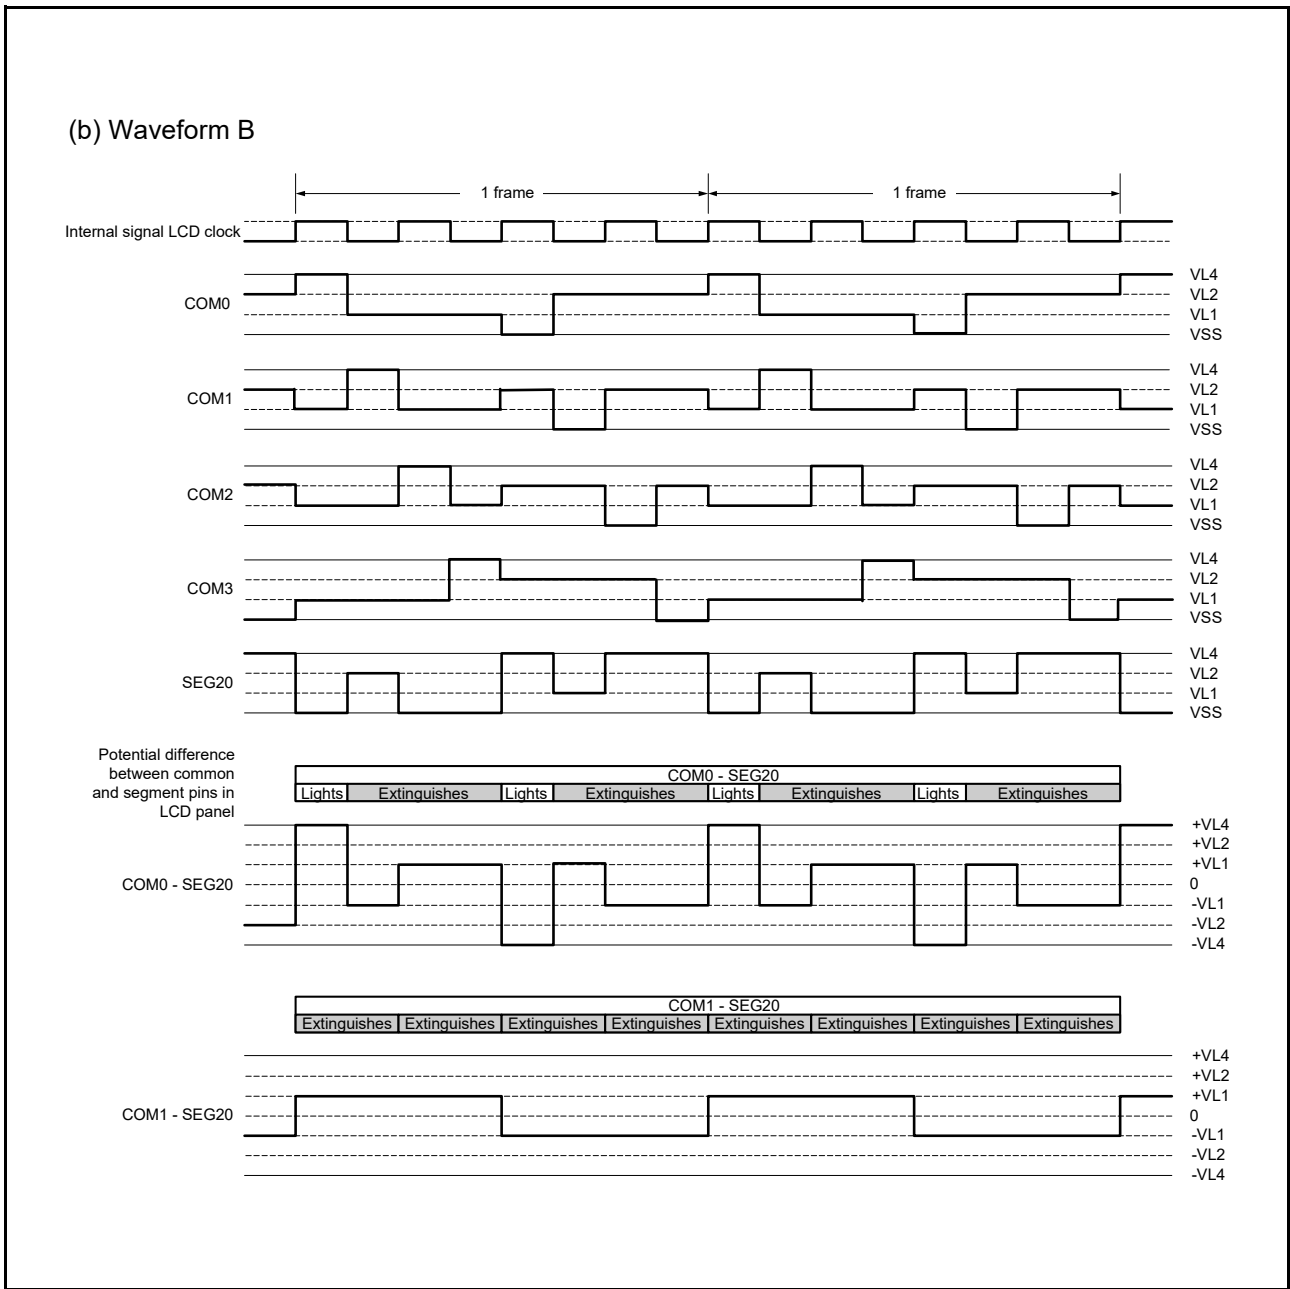 (b) Waveform B
1 frame 1 frame
Internal signal LCD clock
VL4
COM0
VL2
VL1
VSS
VL4
COM1
VL2
VL1
VSS
VL4
COM2
VL2
VL1
VSS
VL4
COM3
VL2
VL1
VSS
VL4
SEG20
VL2
VL1
VSS
Potential difference
between common
and segment pins in
LCD panel
COM0 - SEG20
Lights Extinguishes Lights Extinguishes Lights Extinguishes Lights Extinguishes
+VL4
+VL2
+VL1
COM0 - SEG20 0
-VL1
-VL2
-VL4
COM1 - SEG20
Extinguishes Extinguishes Extinguishes Extinguishes Extinguishes Extinguishes Extinguishes Extinguishes
+VL4
+VL2
+VL1
COM1 - SEG20 0
-VL1
-VL2
-VL4